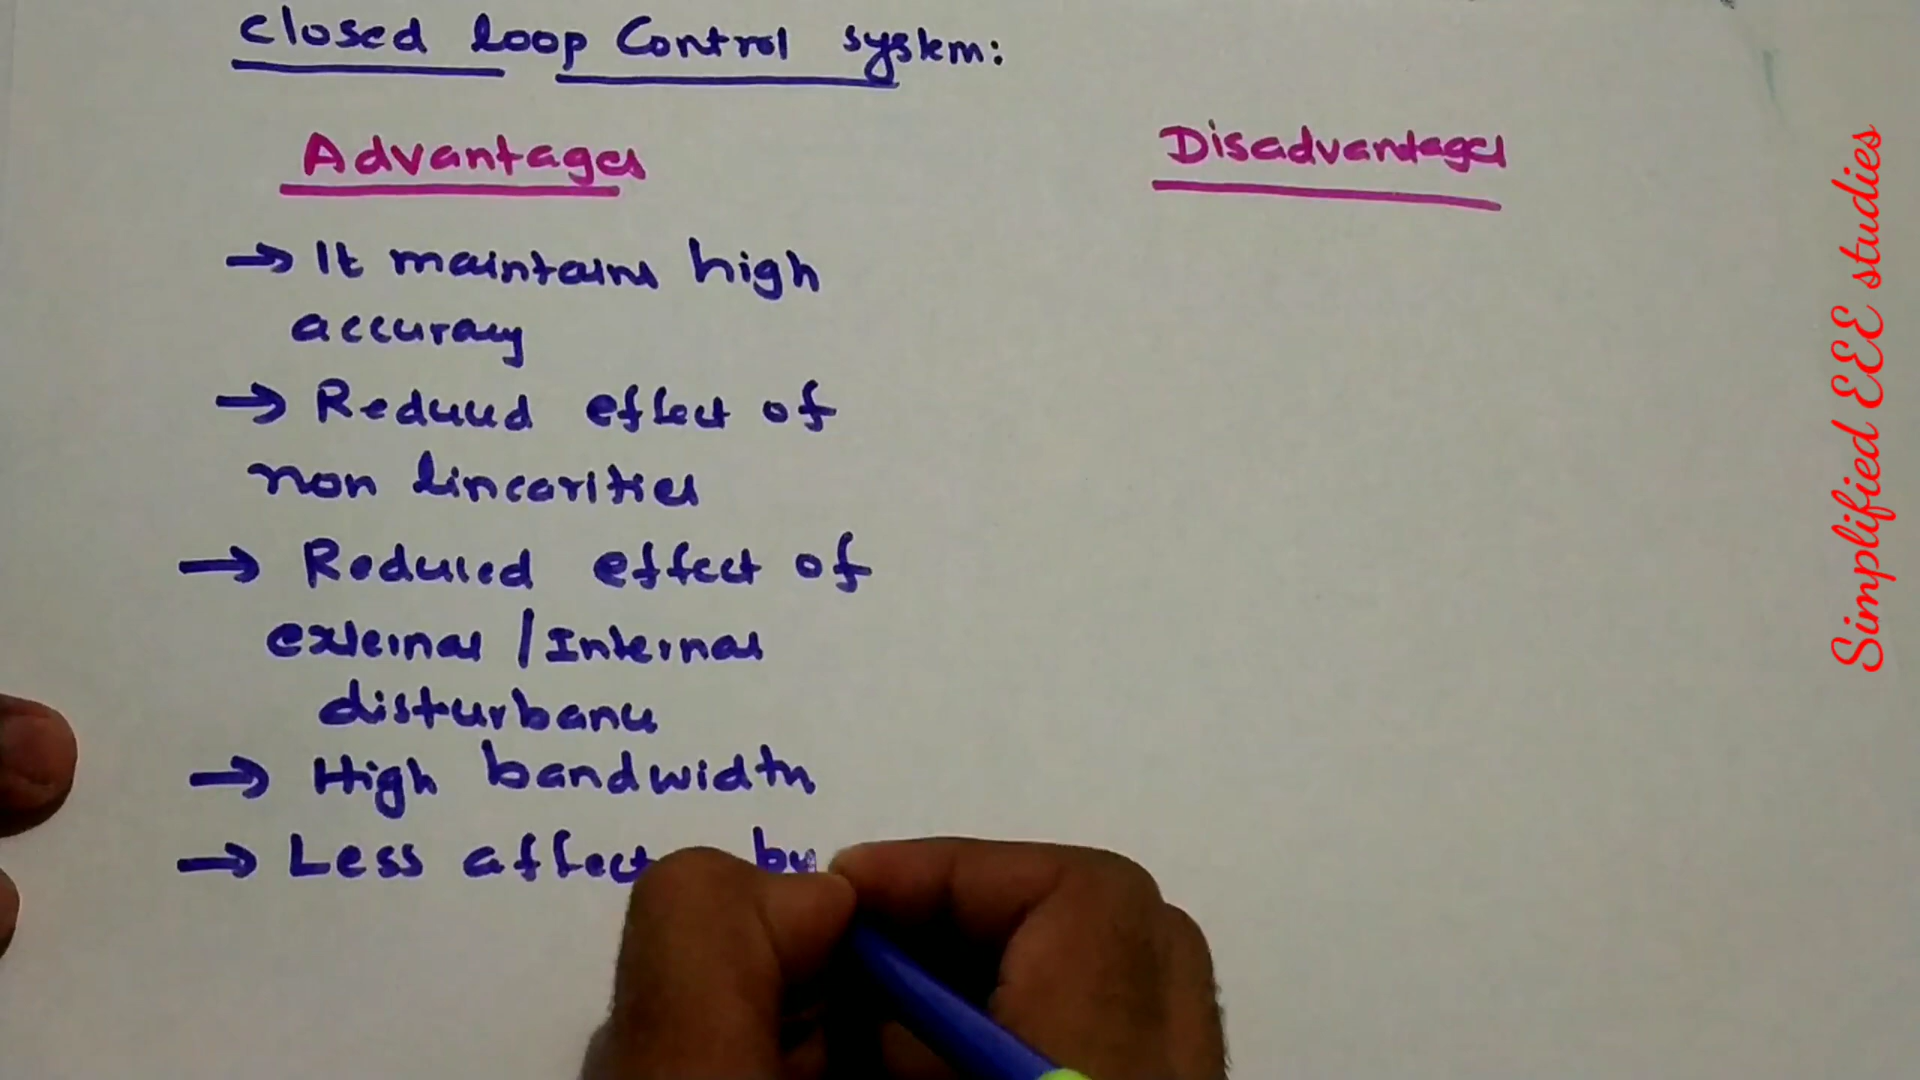 closed loop Control system:
Advantages
Disadvantages
→ It maintains high
accuracy
→ Reduced effect of
non linearities
→ Reduced effect of
external / Internal
disturbance
→ High bandwidth
→ Less affect by
Simplified EEE studies